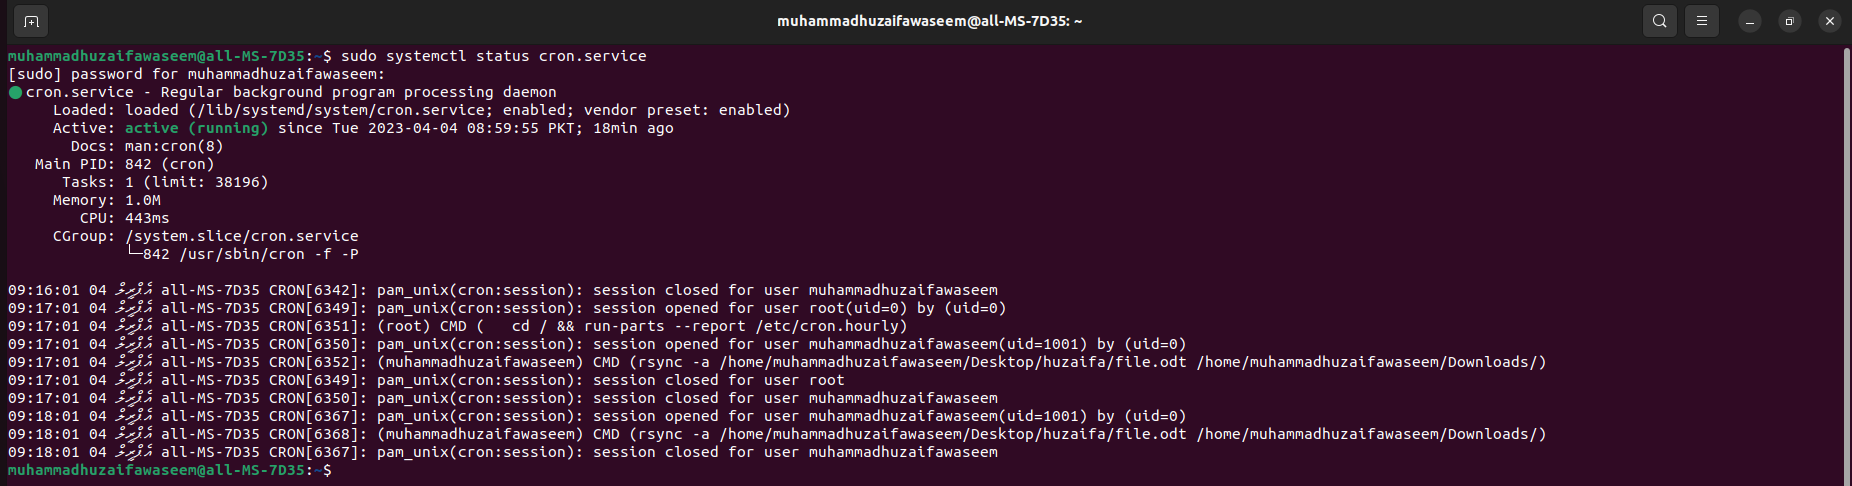 muhammadhuzaifawaseem@all-MS-7D35: ~
muhammadhuzaifawaseem@all-MS-7D35:~$ sudo systemctl status cron.service
[sudo] password for muhammadhuzaifawaseem:
cron.service - Regular background program processing daemon
Loaded: loaded (/lib/systemd/system/cron.service; enabled; vendor preset: enabled)
Active: active (running) since Tue 2023-04-04 08:59:55 PKT; 18min ago
Docs: man:cron(8)
Main PID: 842 (cron)
Tasks: 1 (limit: 38196)
Memory: 1.0M
CPU: 443ms
CGroup: /system.slice/cron.service
└─842 /usr/sbin/cron -f -P
09:16:01 04 އެޕްރީލް all-MS-7D35 CRON[6342]: pam_unix(cron:session): session closed for user muhammadhuzaifawaseem
09:17:01 04 އެޕްރީލް all-MS-7D35 CRON[6349]: pam_unix(cron:session): session opened for user root(uid=0) by (uid=0)
09:17:01 04 އެޕްރީލް all-MS-7D35 CRON[6351]: (root) CMD (   cd / && run-parts --report /etc/cron.hourly)
09:17:01 04 އެޕްރީލް all-MS-7D35 CRON[6350]: pam_unix(cron:session): session opened for user muhammadhuzaifawaseem(uid=1001) by (uid=0)
09:17:01 04 އެޕްރީލް all-MS-7D35 CRON[6352]: (muhammadhuzaifawaseem) CMD (rsync -a /home/muhammadhuzaifawaseem/Desktop/huzaifa/file.odt /home/muhammadhuzaifawaseem/Downloads/)
09:17:01 04 އެޕްރީލް all-MS-7D35 CRON[6349]: pam_unix(cron:session): session closed for user root
09:17:01 04 އެޕްރީލް all-MS-7D35 CRON[6350]: pam_unix(cron:session): session closed for user muhammadhuzaifawaseem
09:18:01 04 އެޕްރީލް all-MS-7D35 CRON[6367]: pam_unix(cron:session): session opened for user muhammadhuzaifawaseem(uid=1001) by (uid=0)
09:18:01 04 އެޕްރީލް all-MS-7D35 CRON[6368]: (muhammadhuzaifawaseem) CMD (rsync -a /home/muhammadhuzaifawaseem/Desktop/huzaifa/file.odt /home/muhammadhuzaifawaseem/Downloads/)
09:18:01 04 އެޕްރީލް all-MS-7D35 CRON[6367]: pam_unix(cron:session): session closed for user muhammadhuzaifawaseem
muhammadhuzaifawaseem@all-MS-7D35:~$